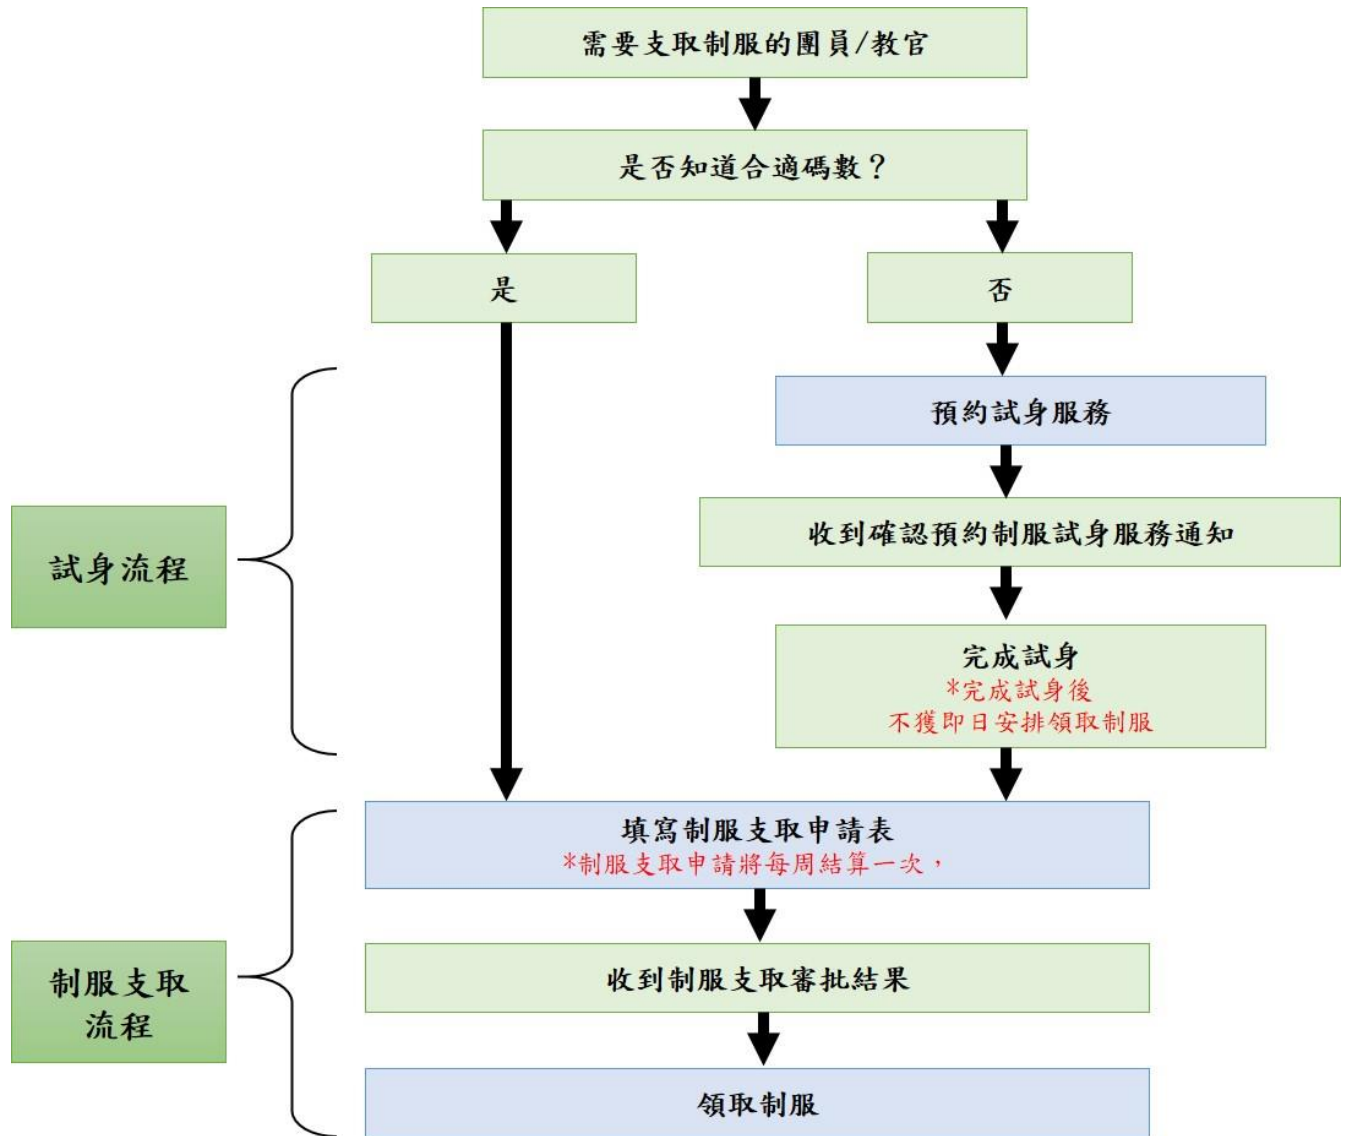 需要支取制服的團員/教官
是否知道合適碼數？
是
否
預約試身服務
收到確認預約制服試身服務通知
試身流程
完成試身
*完成試身後
不獲即日安排領取制服
填寫制服支取申請表
*制服支取申請將每周結算一次，
收到制服支取審批結果
制服支取
流程
領取制服